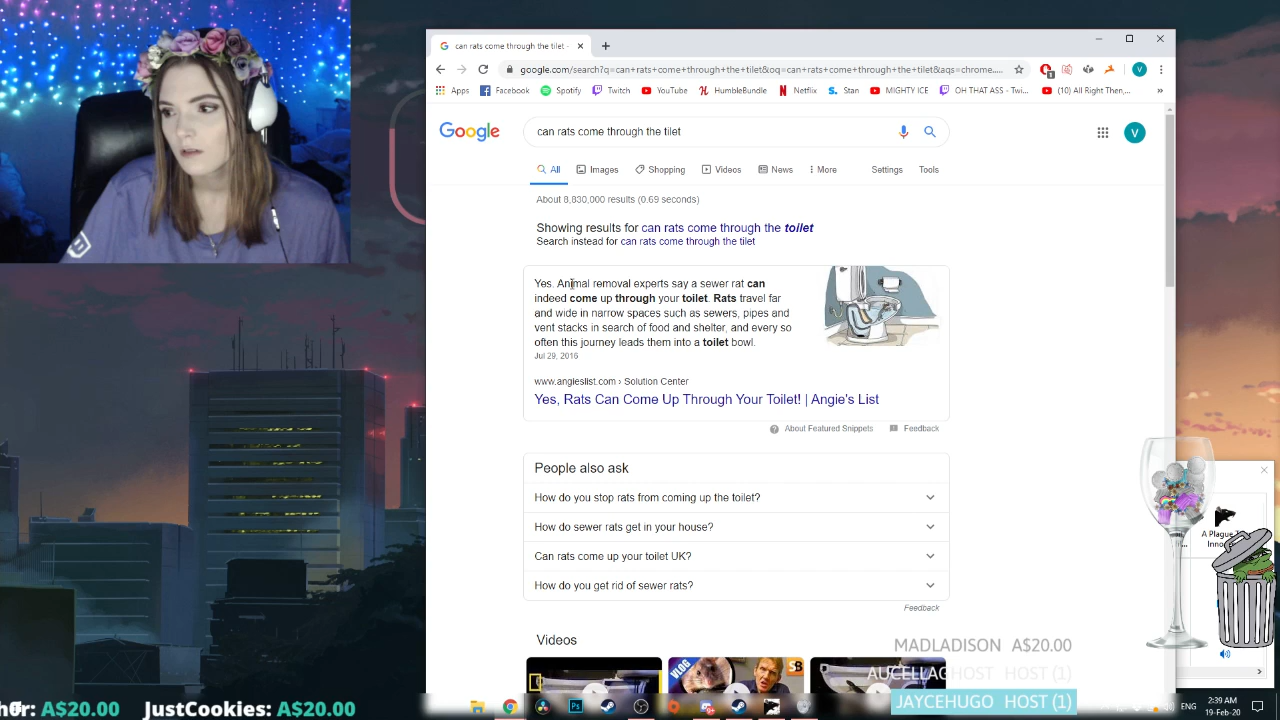 can rats come through the tilet -
google.com/search?q=can+rats+come+through+the+tilet&oq=can+rats+come+through+the+tilet&aqs=chrome.....
Apps Facebook Spotify Twitch YouTube HumbleBundle Netflix Stan MIGHTY ICE OH THAT ASS - Twi... (10) All Right Then,... »
Google
can rats come through the tilet
V
All Images Shopping Videos News More Settings Tools
About 8,830,000 results (0.69 seconds)
Showing results for can rats come through the toilet
Search instead for can rats come through the tilet
Yes. Animal removal experts say a sewer rat can
indeed come up through your toilet. Rats travel far
and wide in narrow spaces such as sewers, pipes and
vent stacks in search of food and shelter, and every so
often this journey leads them into a toilet bowl.
Jul 29, 2016
www.angieslist.com › Solution Center
Yes, Rats Can Come Up Through Your Toilet! | Angie's List
About Featured Snippets Feedback
People also ask
How do you stop rats from coming up the toilet?
How do sewer rats get in your house?
Can rats come up your toilet UK?
How do you get rid of sewer rats?
Feedback
Videos
VLOG
SB
A Plague
MADLADISON A$20.00
AUCELLAGHOST HOST (1)
JAYCEHUGO HOST (1)
A$20.00 JustCookies: A$20.00
ENG
2:39 AM
19-Feb-20